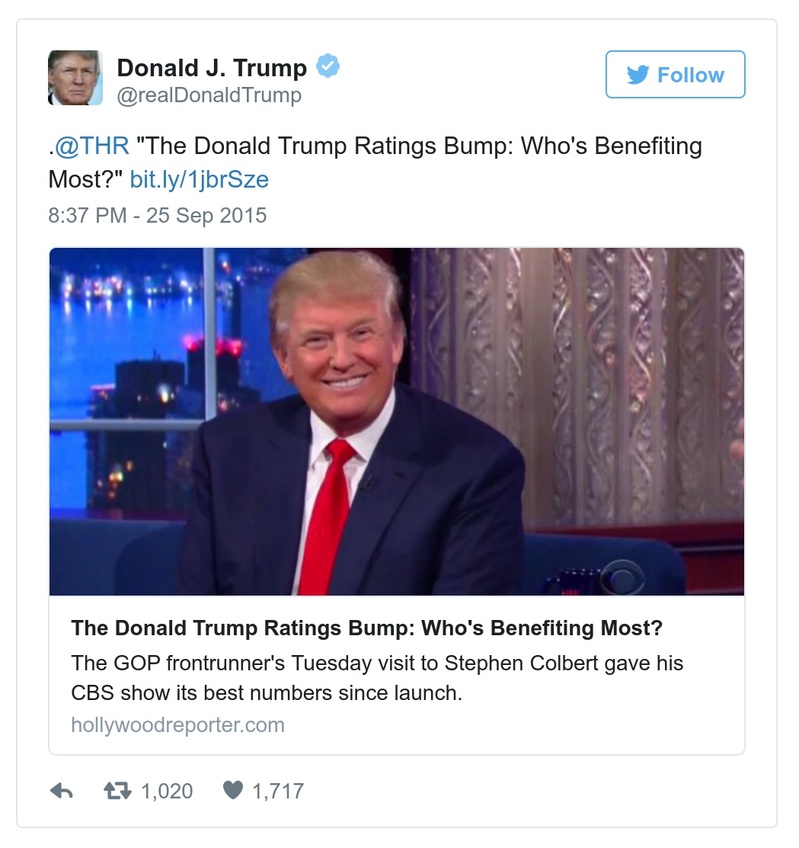 Donald J. Trump
@realDonaldTrump
Follow
.@THR "The Donald Trump Ratings Bump: Who's Benefiting
Most?" bit.ly/1jbrSze
8:37 PM - 25 Sep 2015
The Donald Trump Ratings Bump: Who's Benefiting Most?
The GOP frontrunner's Tuesday visit to Stephen Colbert gave his
CBS show its best numbers since launch.
hollywoodreporter.com
1,020
1,717